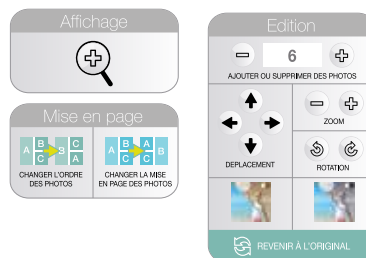 Affichage
Mise en page
A B C B C A
CHANGER L'ORDRE
DES PHOTOS
A B C B C A B
CHANGER LA MISE
EN PAGE DES PHOTOS
Edition
6
AJOUTER OU SUPPRIMER DES PHOTOS
DEPLACEMENT
ZOOM
ROTATION
REVENIR À L'ORIGINAL